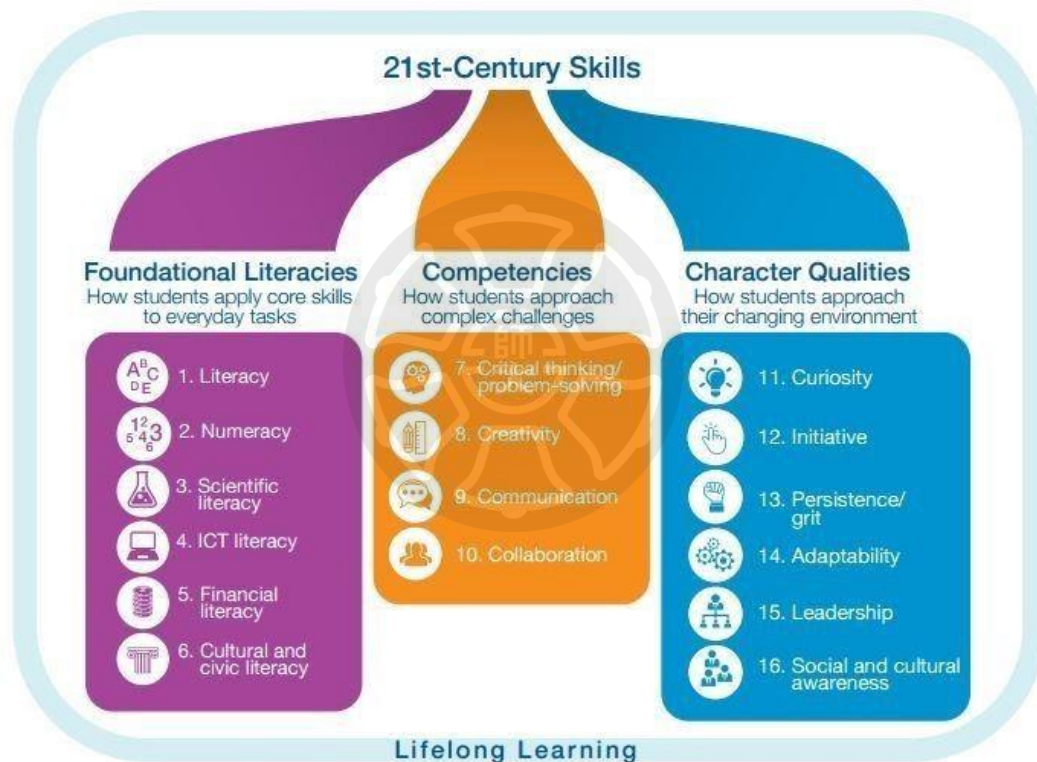 21st-Century Skills
Foundational Literacies
How students apply core skills
to everyday tasks
1. Literacy
2. Numeracy
3. Scientific
literacy
4. ICT literacy
5. Financial
literacy
6. Cultural and
civic literacy
Competencies
How students approach
complex challenges
7. Critical thinking/
problem-solving
8. Creativity
9. Communication
10. Collaboration
Character Qualities
How students approach
their changing environment
11. Curiosity
12. Initiative
13. Persistence/
grit
14. Adaptability
15. Leadership
16. Social and cultural
awareness
Lifelong Learning